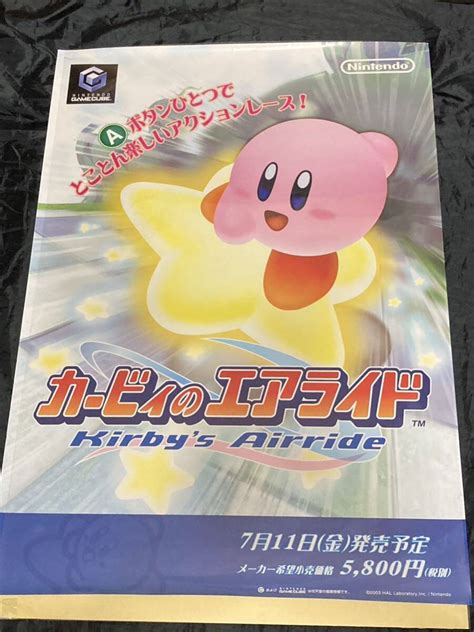 NINTENDO
GAMECUBE
Nintendo
Aボタンひとつで
とことん楽しいアクションレース！
カービィのエアライド™
Kirby's Airride
7月11日(金)発売予定
メーカー希望小売価格 5,800円(税別)
©2003 HAL Laboratory, Inc. / Nintendo